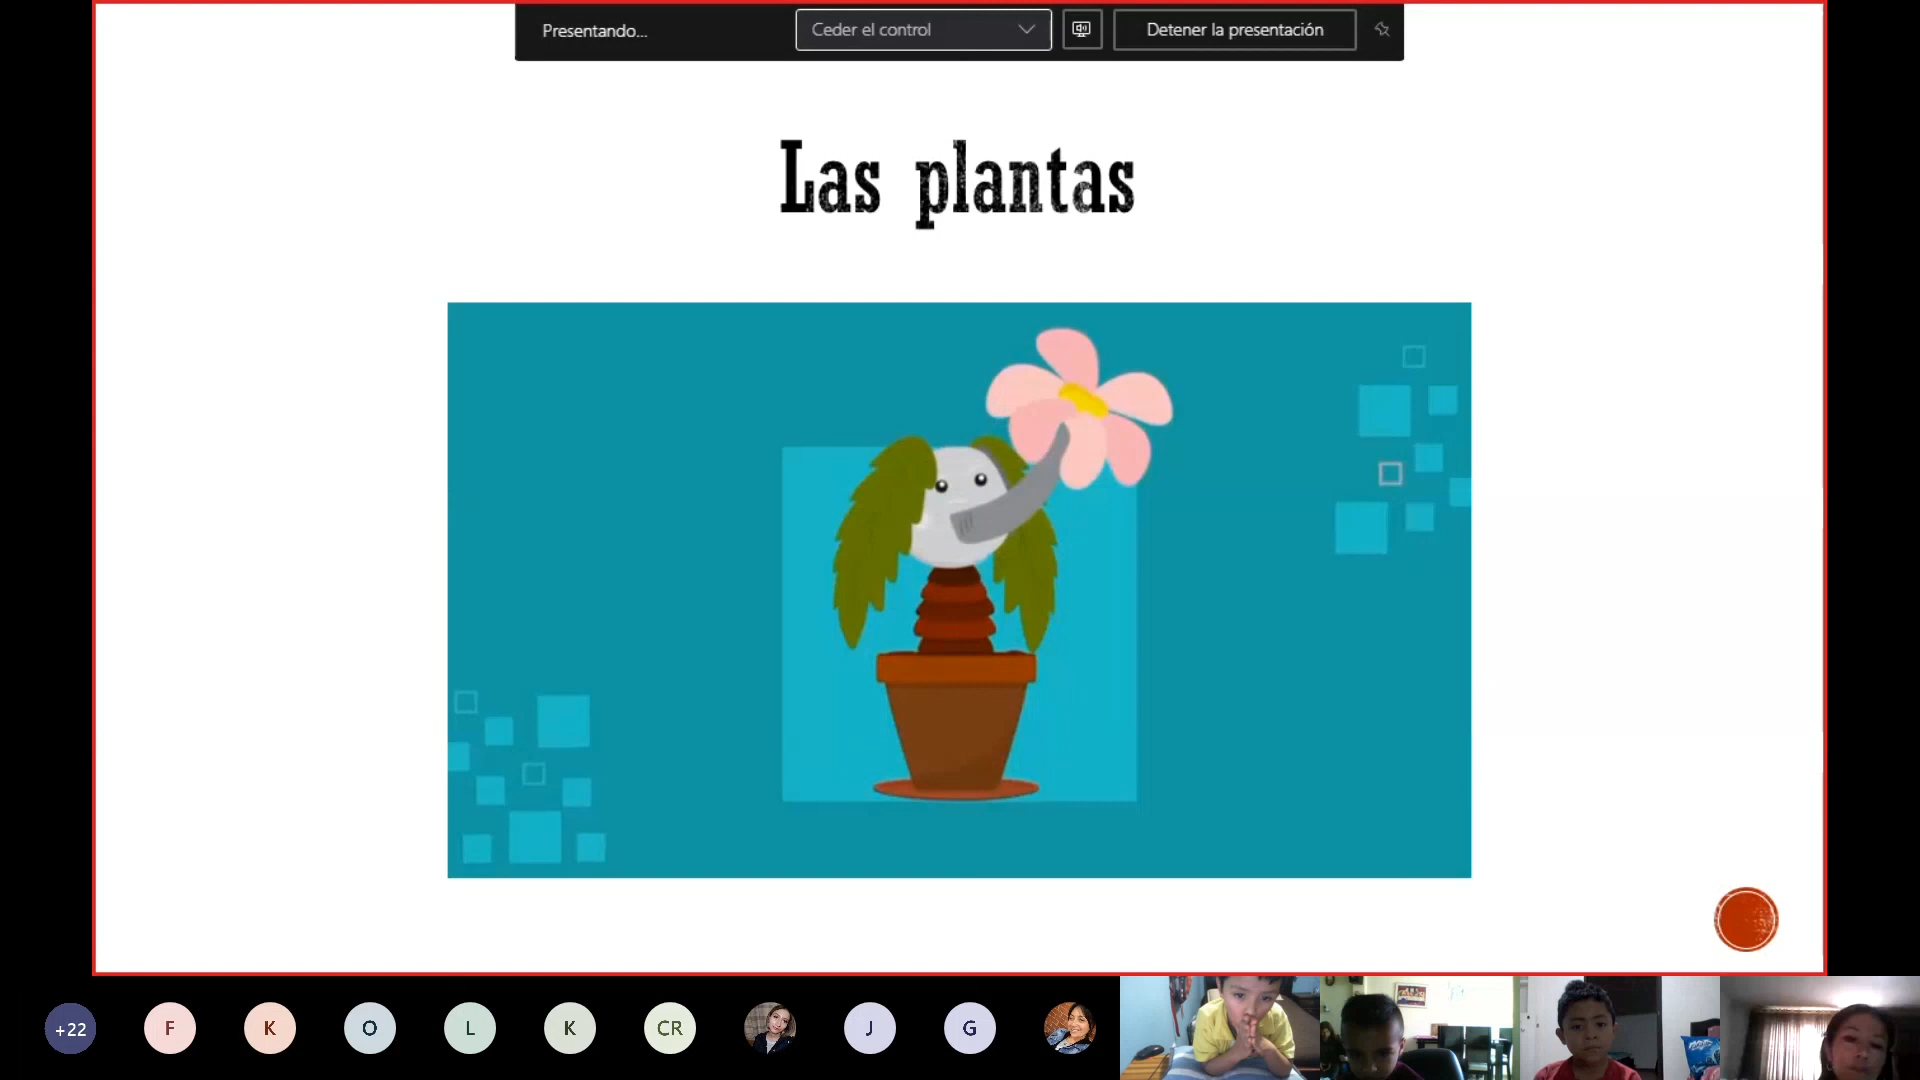 Presentando...
Ceder el control
Detener la presentación
Las plantas
+22
F
K
O
L
K
CR
J
G